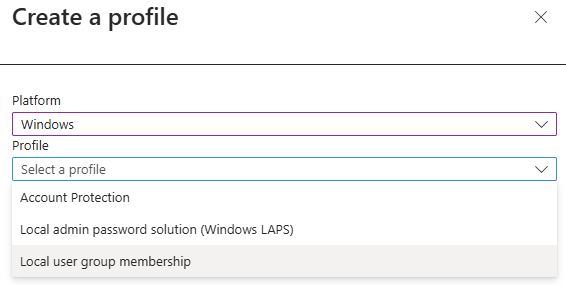 Create a profile
Platform
Windows
Profile
Select a profile
Account Protection
Local admin password solution (Windows LAPS)
Local user group membership